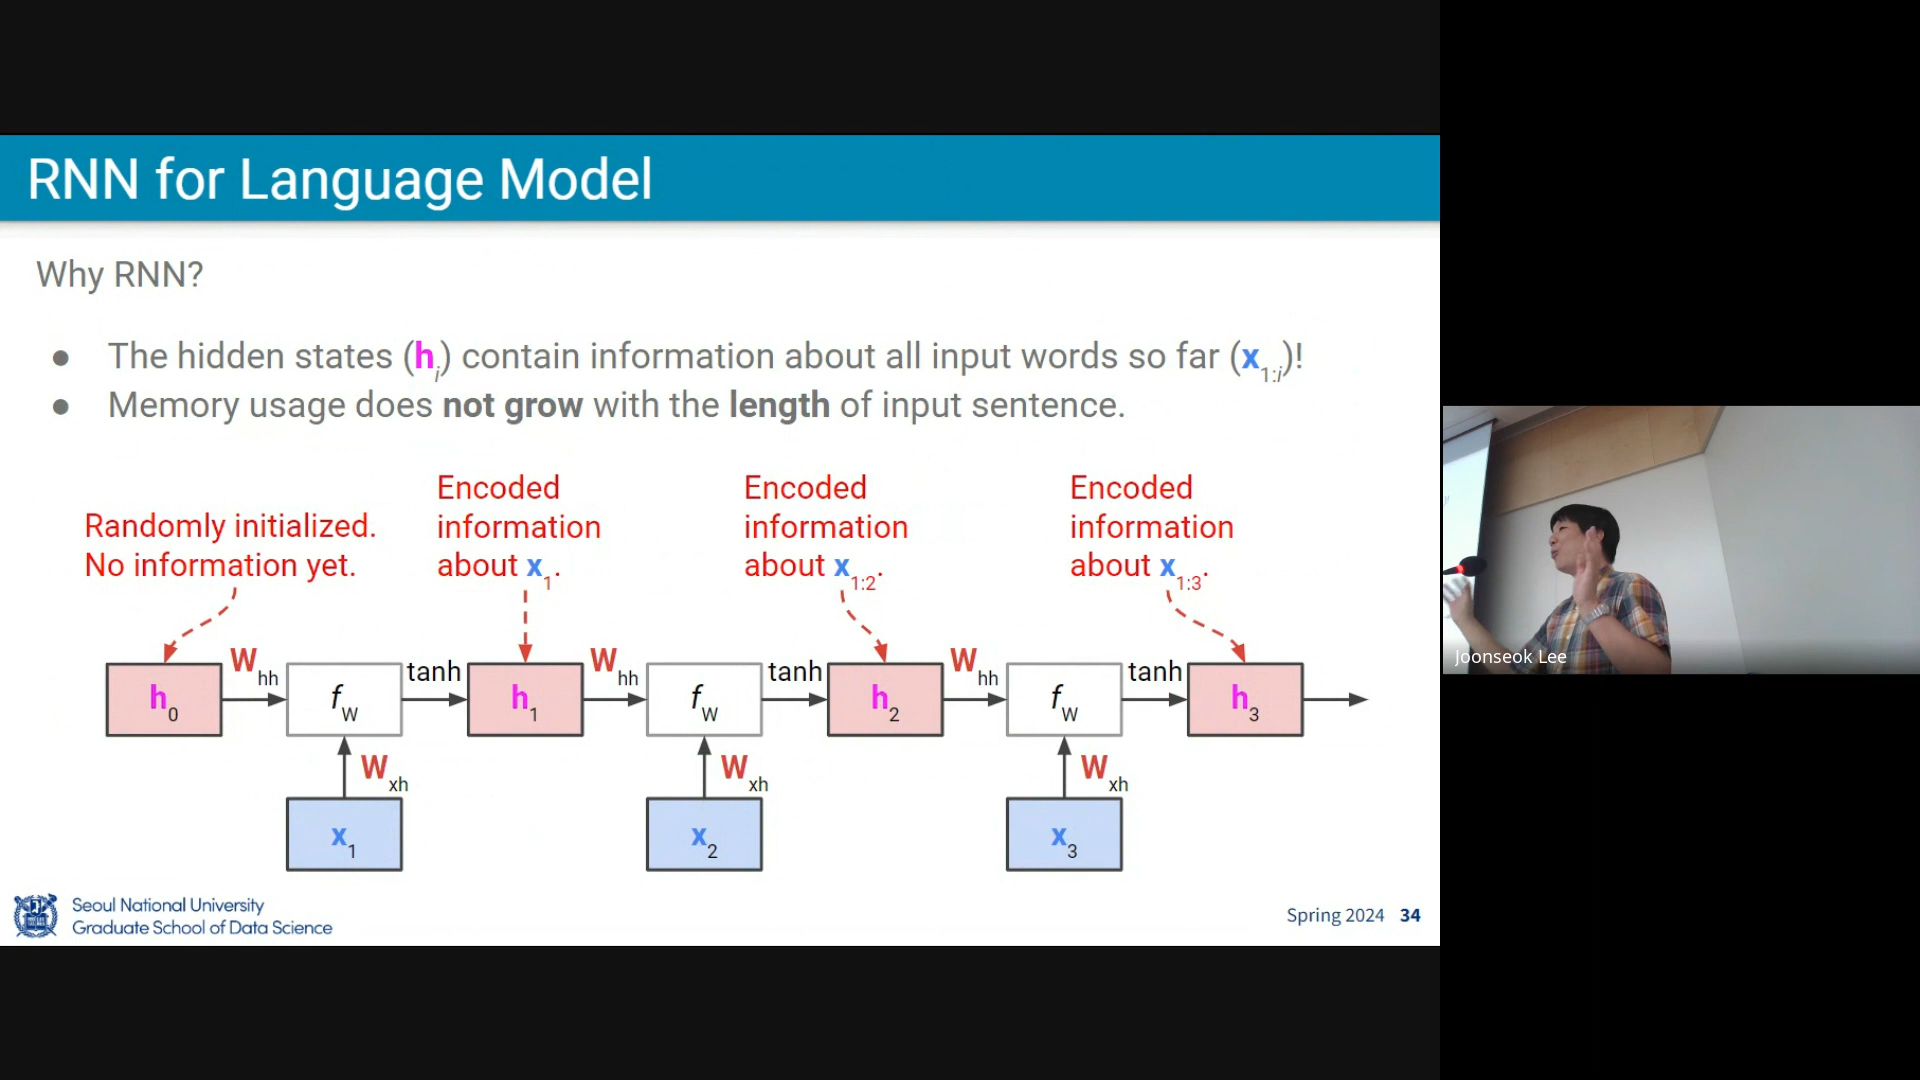 RNN for Language Model
Why RNN?
● The hidden states (h_i) contain information about all input words so far (x_1:i)!
● Memory usage does not grow with the length of input sentence.
Randomly initialized.
No information yet.
Encoded
information
about x_1.
Encoded
information
about x_1:2.
Encoded
information
about x_1:3.
h_0 W_hh f_W tanh h_1 W_hh f_W tanh h_2 W_hh f_W tanh h_3
W_xh W_xh W_xh
x_1 x_2 x_3
Seoul National University
Graduate School of Data Science
Spring 2024 34
Joonseok Lee